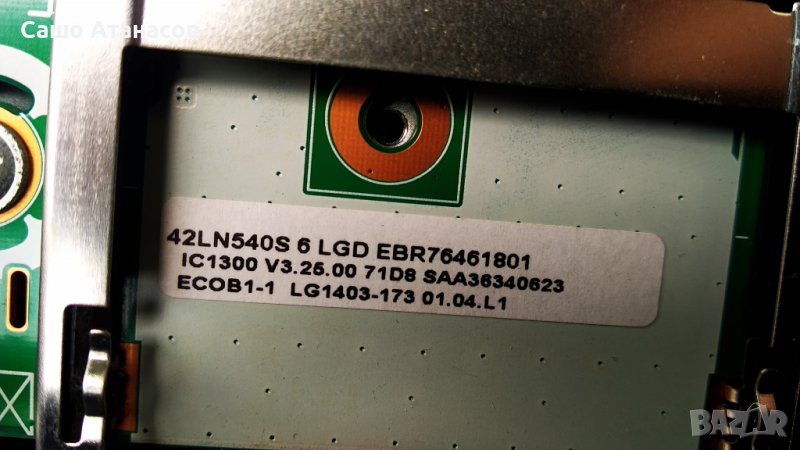 Сашо Атанасов
42LN540S 6 LGD EBR76461801
IC1300 V3.25.00 71D8 SAA36340623
ECOB1-1 LG1403-173 01.04.L1
BAZAR